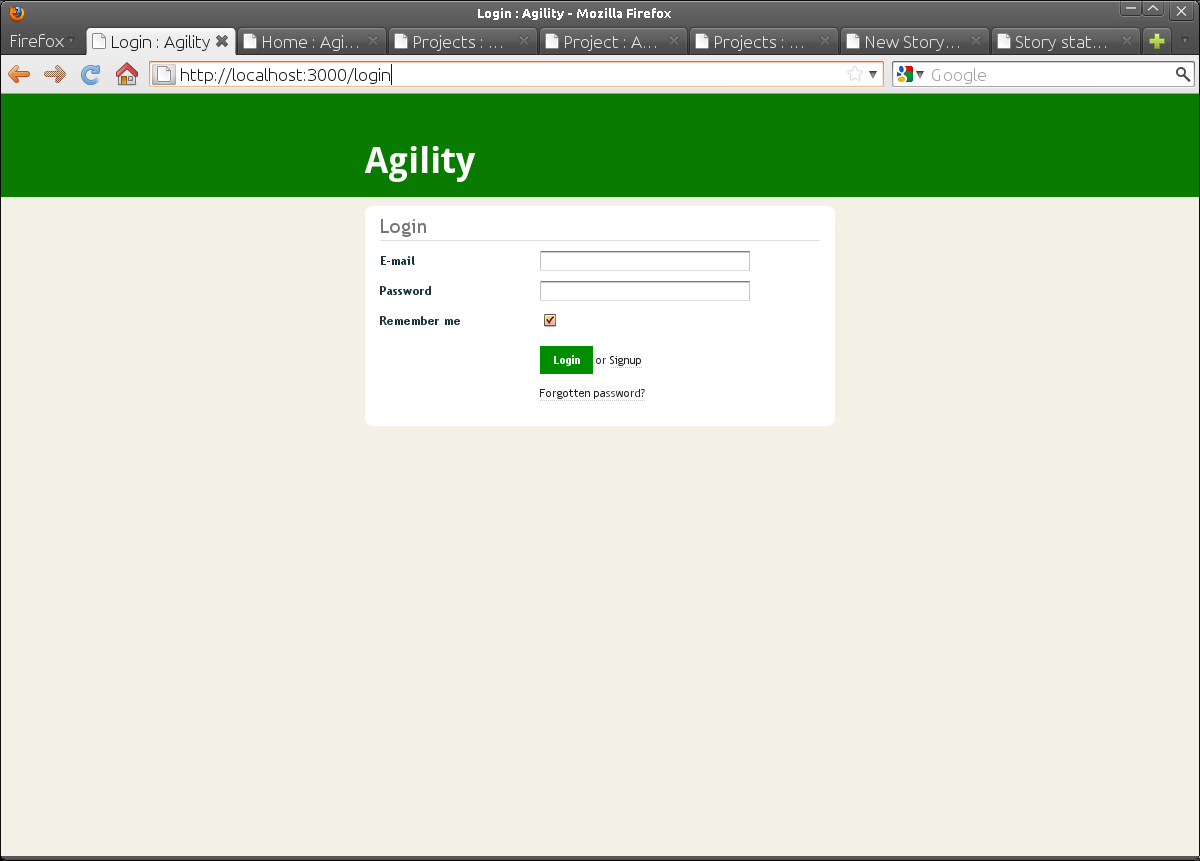 Login : Agility - Mozilla Firefox
Firefox
Login : Agility
Home : Agi...
Projects : ...
Project : A...
Projects : ...
New Story...
Story stat...
http://localhost:3000/login
Google
Agility
Login
E-mail
Password
Remember me
Login or Signup
Forgotten password?